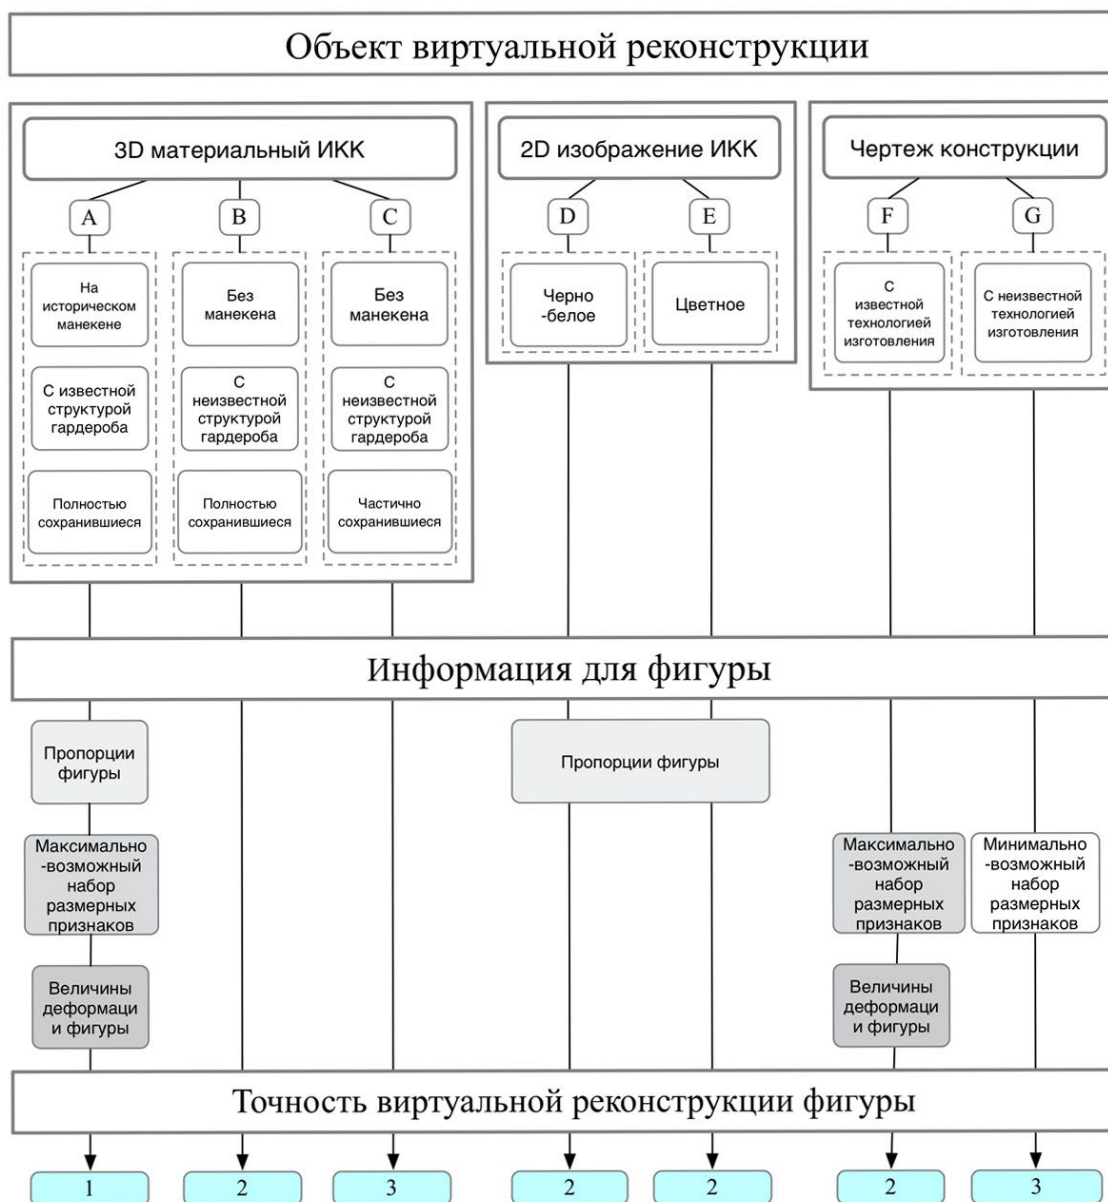 Объект виртуальной реконструкции
3D материальный ИКК
2D изображение ИКК
Чертеж конструкции
A
B
C
D
E
F
G
На
историческом
манекене
Без
манекена
Без
манекена
Черно
-белое
Цветное
С
известной
технологией
изготовления
С неизвестной
технологией
изготовления
С известной
структурой
гардероба
С
неизвестной
структурой
гардероба
С
неизвестной
структурой
гардероба
Полностью
сохранившиеся
Полностью
сохранившиеся
Частично
сохранившиеся
Информация для фигуры
Пропорции
фигуры
Пропорции фигуры
Максимально
-возможный
набор
размерных
признаков
Максимально
-возможный
набор
размерных
признаков
Минимально
-возможный
набор
размерных
признаков
Величины
деформаци
и фигуры
Величины
деформаци
и фигуры
Точность виртуальной реконструкции фигуры
1
2
3
2
2
2
3